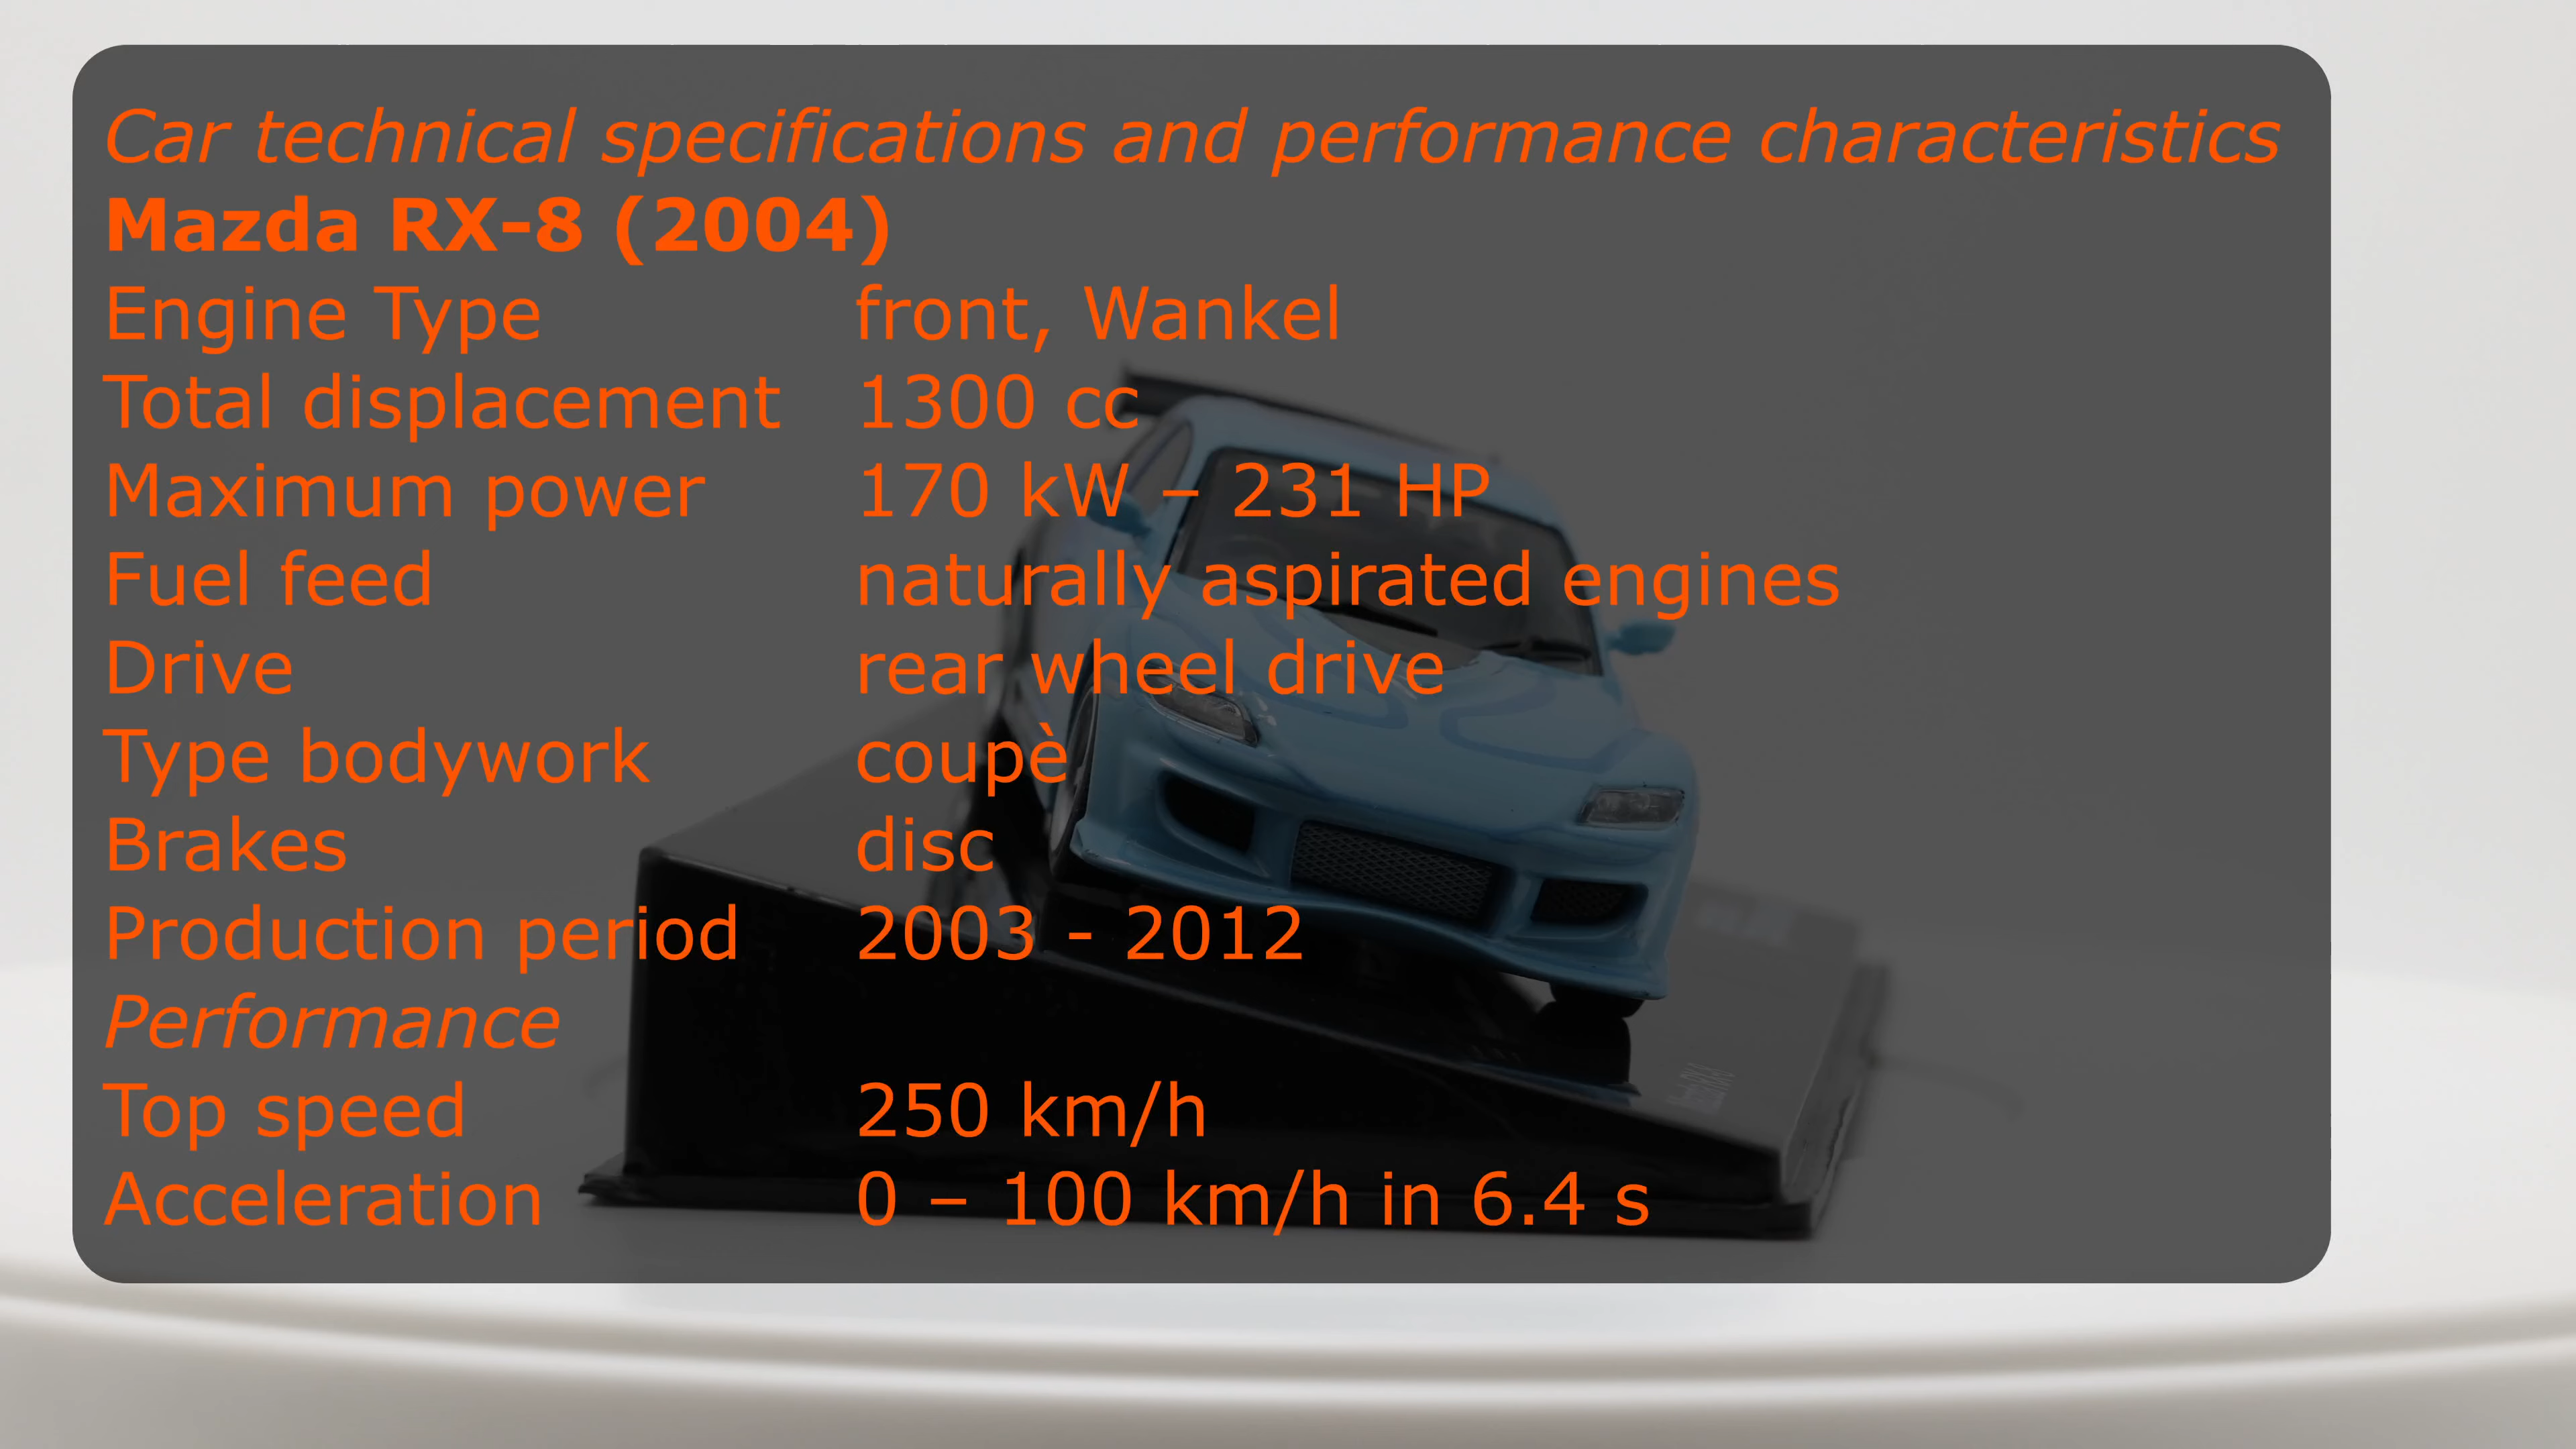 Car technical specifications and performance characteristics
Mazda RX-8 (2004)
Engine Type front, Wankel
Total displacement 1300 cc
Maximum power 170 kW – 231 HP
Fuel feed naturally aspirated engines
Drive rear wheel drive
Type bodywork coupè
Brakes disc
Production period 2003 - 2012
Performance
Top speed 250 km/h
Acceleration 0 – 100 km/h in 6.4 s